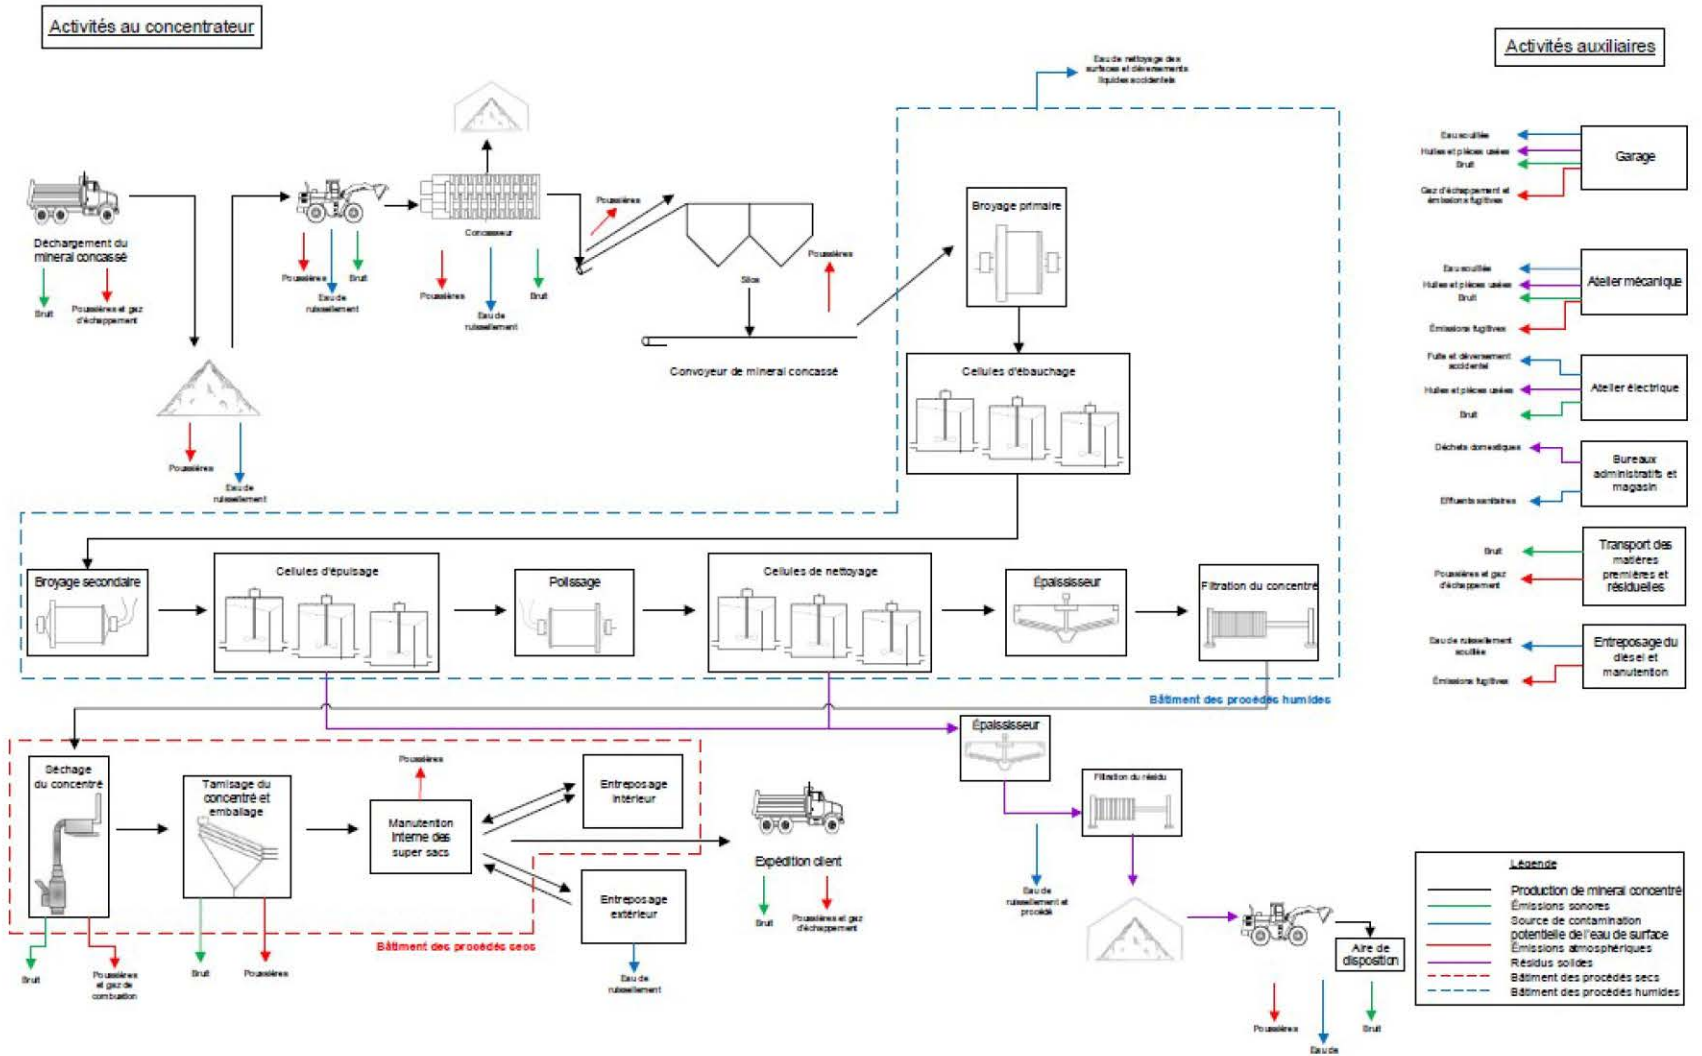 Activités au concentrateur
Activités auxiliaires
Eau de nettoyage des
surfaces et déversements
liquides accidentels
Déchargement du
mineral concassé
Bruit
Poussières et gaz
d'échappement
Poussières
Eau de
ruissellement
Poussières
Eau de
ruissellement
Bruit
Concasseur
Poussières
Eau de
ruissellement
Bruit
Poussières
Silos
Poussières
Convoyeur de mineral concassé
Broyage primaire
Cellules d'ébauchage
Broyage secondaire
Cellules d'épuisage
Polissage
Cellules de nettoyage
Épaississeur
Filtration du concentré
Bâtiment des procédés humides
Séchage
du concentré
Bruit
Poussières
et gaz de
combustion
Tamisage du
concentré et
emballage
Bruit
Poussières
Poussières
Manutention
interne des
super sacs
Entreposage
intérieur
Entreposage
extérieur
Eau de
ruissellement
Bâtiment des procédés secs
Expédition client
Bruit
Poussières et gaz
d'échappement
Épaississeur
Eau de
ruissellement et
procédé
Filtration du résidu
Aire de
disposition
Poussières
Eau de
Bruit
Garage
Eau souillée
Huiles et pièces usées
Bruit
Gaz d'échappement et
émissions fugitives
Atelier mécanique
Eau souillée
Huiles et pièces usées
Bruit
Émissions fugitives
Atelier électrique
Fuite et déversement
accidentel
Huiles et pièces usées
Bruit
Bureaux
administratifs et
magasin
Déchets domestiques
Effluents sanitaires
Transport des
matières
premières et
résiduelles
Bruit
Poussières et gaz
d'échappement
Entreposage du
diésel et
manutention
Eau de ruissellement
souillée
Émissions fugitives
Légende
Production de mineral concentré
Émissions sonores
Source de contamination
potentielle de l'eau de surface
Émissions atmosphériques
Résidus solides
Bâtiment des procédés secs
Bâtiment des procédés humides